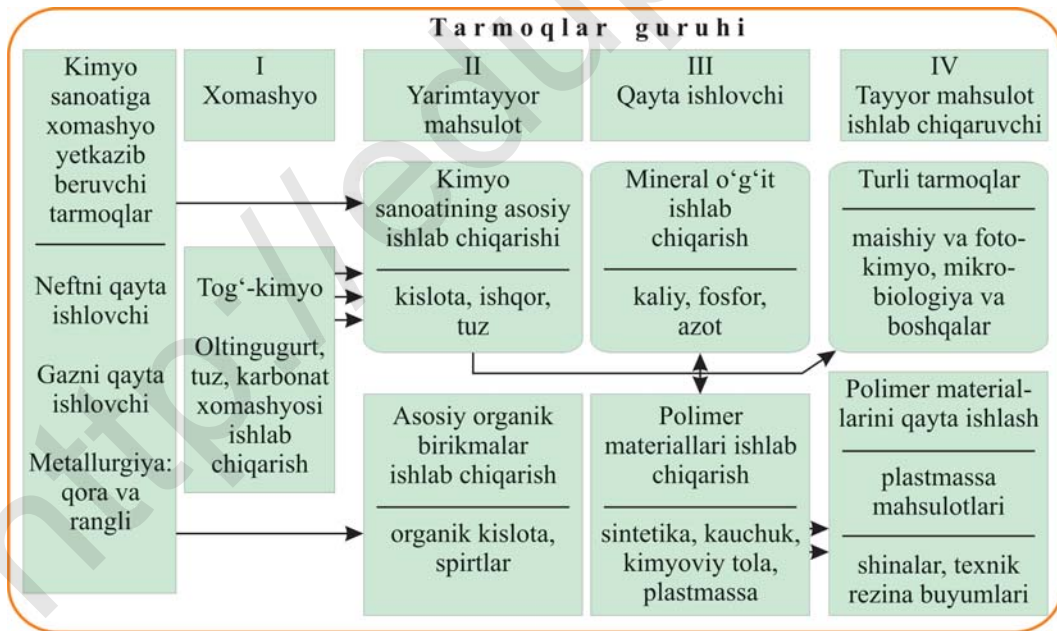 Tarmoqlar guruhi
Kimyo
sanoatiga
xomashyo
yetkazib
beruvchi
tarmoqlar
Neftni qayta
ishlovchi
Gazni qayta
ishlovchi
Metallurgiya:
qora va
rangli
I
Xomashyo
Tog‘-kimyo
Oltingugurt,
tuz, karbonat
xomashyosi
ishlab
chiqarish
II
Yarimtayyor
mahsulot
Kimyo
sanoatining asosiy
ishlab chiqarishi
kislota, ishqor,
tuz
Asosiy organik
birikmalar
ishlab chiqarish
organik kislota,
spirtlar
III
Qayta ishlovchi
Mineral o‘g‘it
ishlab
chiqarish
kaliy, fosfor,
azot
Polimer
materiallari ishlab
chiqarish
sintetika, kauchuk,
kimyoviy tola,
plastmassa
IV
Tayyor mahsulot
ishlab chiqaruvchi
Turli tarmoqlar
maishiy va foto-
kimyo, mikro-
biologiya va
boshqalar
Polimer material-
larini qayta ishlash
plastmassa
mahsulotlari
shinalar, texnik
rezina buyumlari
http://edup